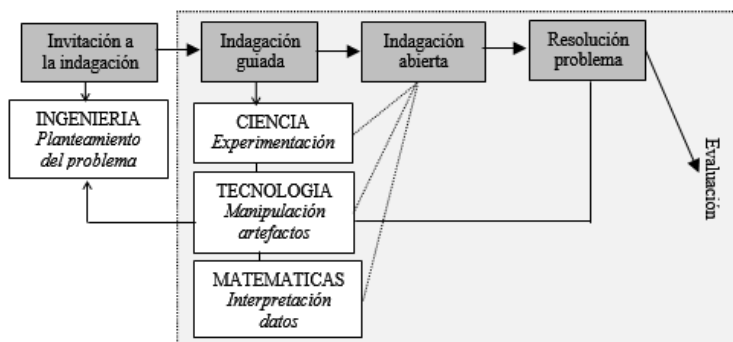 Invitación a
la indagación
Indagación
guiada
Indagación
abierta
Resolución
problema
INGENIERIA
Planteamiento
del problema
CIENCIA
Experimentación
TECNOLOGIA
Manipulación
artefactos
MATEMATICAS
Interpretación
datos
Evaluación